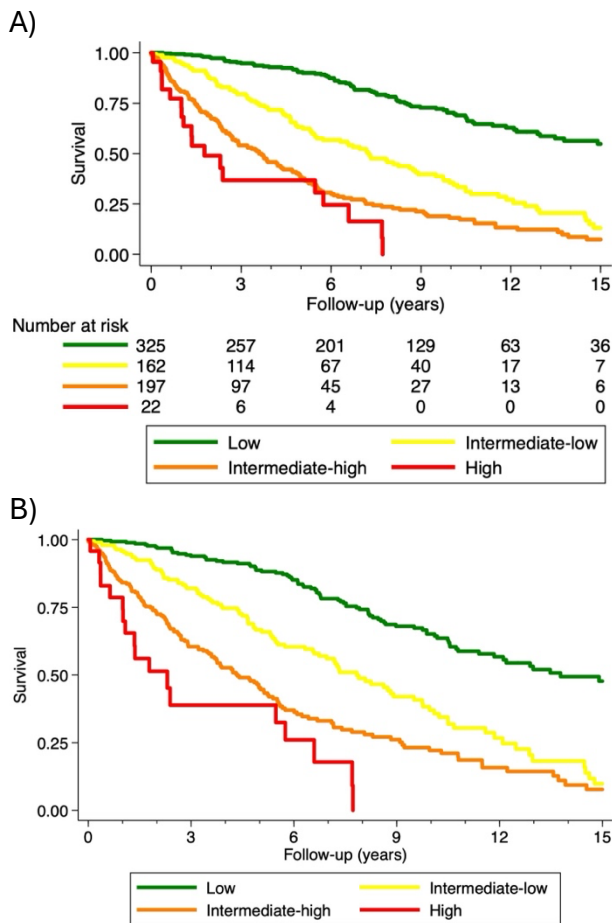 A)
1.00
0.75
0.50
0.25
0.00
Survival
0 3 6 9 12 15
Follow-up (years)
Number at risk
325 257 201 129 63 36
162 114 67 40 17 7
197 97 45 27 13 6
22 6 4 0 0 0
Low Intermediate-low
Intermediate-high High
B)
1.00
0.75
0.50
0.25
0.00
Survival
0 3 6 9 12 15
Follow-up (years)
Low Intermediate-low
Intermediate-high High